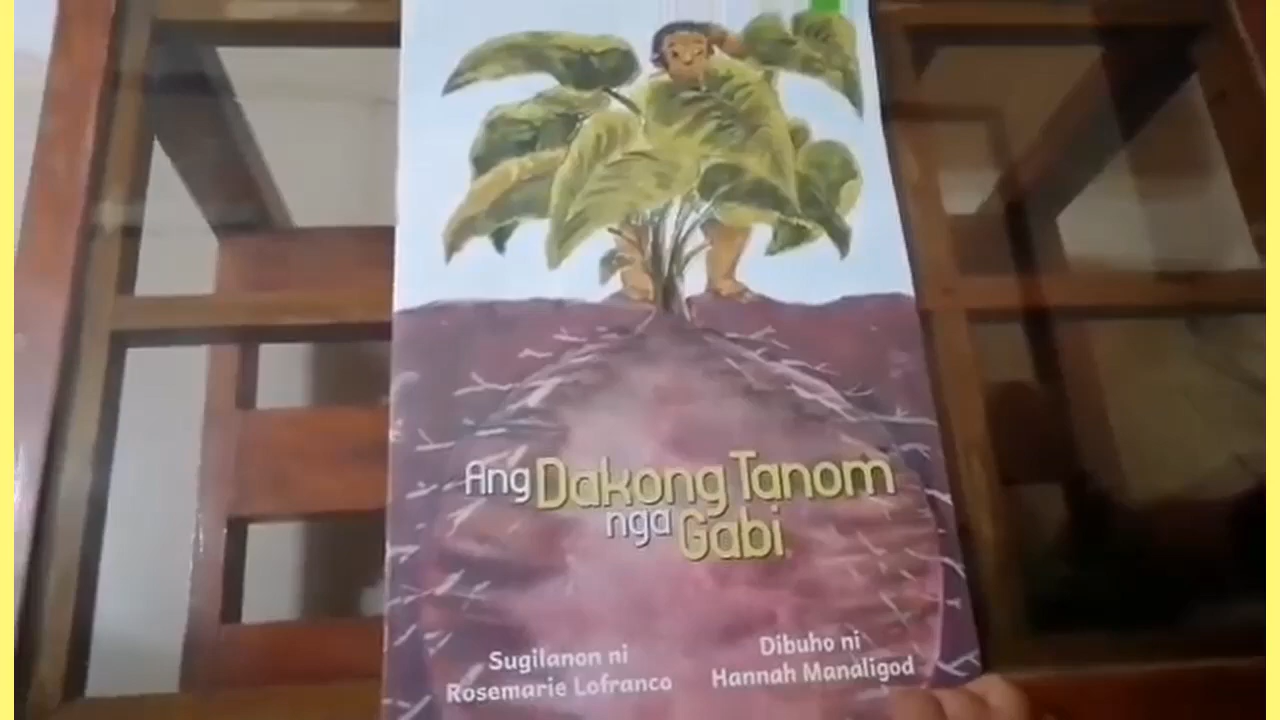 Ang Dakong Tanom
nga Gabi
Sugilanon ni
Rosemarie Lofranco
Dibuho ni
Hannah Manaligod